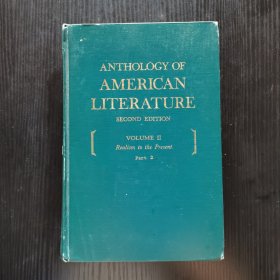 ANTHOLOGY OF
AMERICAN
LITERATURE
SECOND EDITION
VOLUME II
Realism to the Present
Part 2